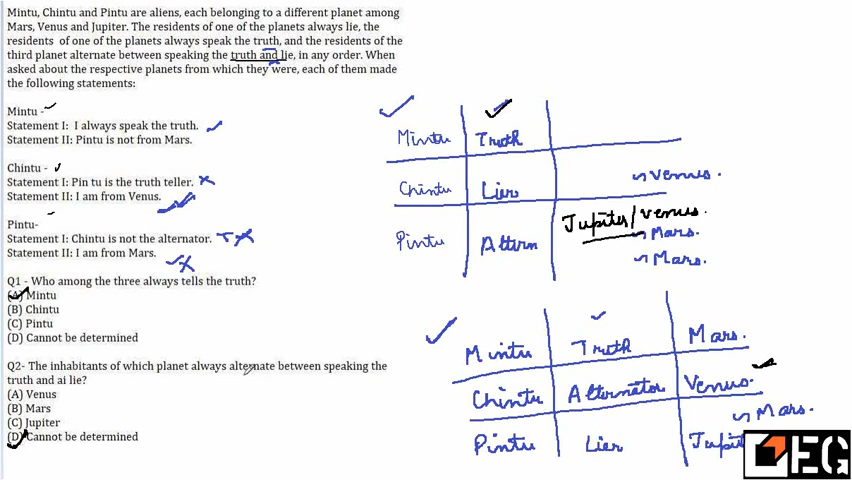 Mintu, Chintu and Pintu are aliens, each belonging to a different planet among
Mars, Venus and Jupiter. The residents of one of the planets always lie, the
residents of one of the planets always speak the truth, and the residents of the
third planet alternate between speaking the truth and lie, in any order. When
asked about the respective planets from which they were, each of them made
the following statements:
Mintu -
Statement I: I always speak the truth.
Statement II: Pintu is not from Mars.
Chintu -
Statement I: Pin tu is the truth teller.
Statement II: I am from Venus.
Pintu-
Statement I: Chintu is not the alternator.
Statement II: I am from Mars.
Q1 - Who among the three always tells the truth?
(A) Mintu
(B) Chintu
(C) Pintu
(D) Cannot be determined
Q2- The inhabitants of which planet always alternate between speaking the
truth and ai lie?
(A) Venus
(B) Mars
(C) Jupiter
(D) Cannot be determined
Mintu Truth
Chintu Lier ~ Venus.
Jupiter/Venus.
Pintu Altern ~ Mars.
~ Mars.
Mintu Truth Mars.
Chintu Alternator Venus.
~ Mars.
Pintu Lier Jupit
EG